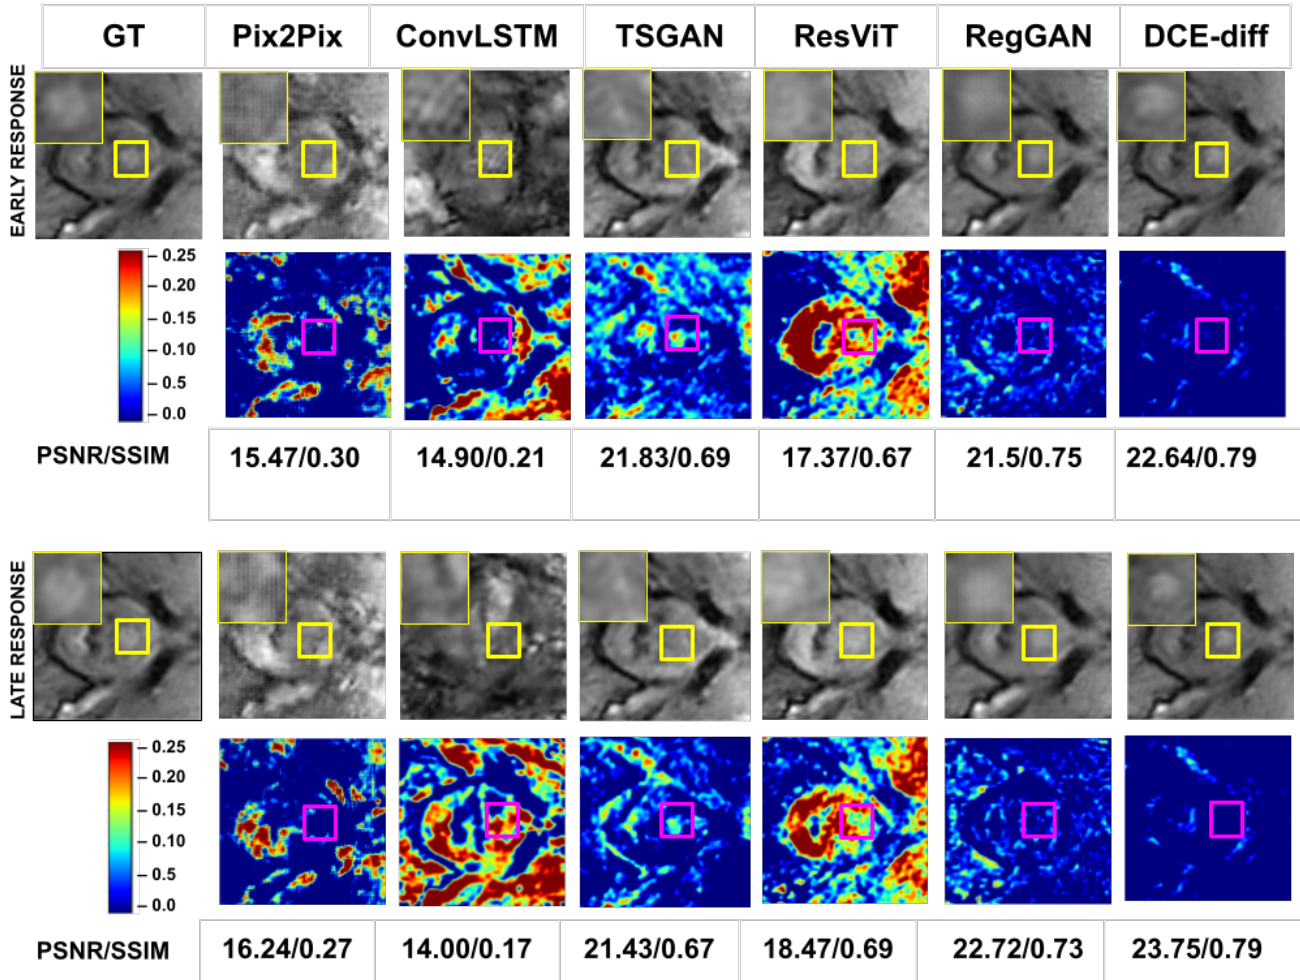 GT Pix2Pix ConvLSTM TSGAN ResViT RegGAN DCE-diff
EARLY RESPONSE
0.25
0.20
0.15
0.10
0.5
0.0
PSNR/SSIM 15.47/0.30 14.90/0.21 21.83/0.69 17.37/0.67 21.5/0.75 22.64/0.79
LATE RESPONSE
0.25
0.20
0.15
0.10
0.5
0.0
PSNR/SSIM 16.24/0.27 14.00/0.17 21.43/0.67 18.47/0.69 22.72/0.73 23.75/0.79